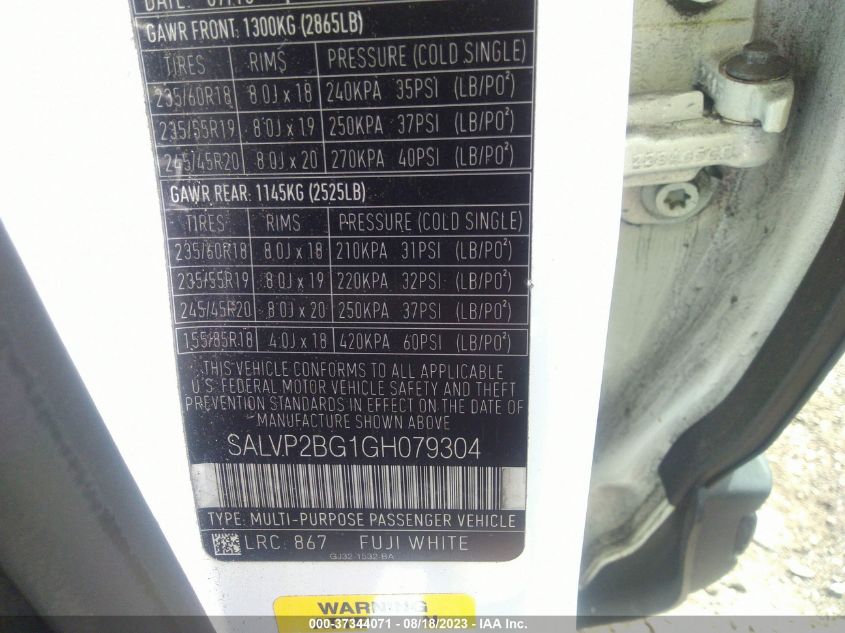 DATE:
GAWR FRONT: 1300KG (2865LB)
TIRES RIMS PRESSURE (COLD SINGLE)
235/60R18 8.0J x 18 240KPA 35PSI (LB/PO²)
235/55R19 8.0J x 19 250KPA 37PSI (LB/PO²)
245/45R20 8.0J x 20 270KPA 40PSI (LB/PO²)
GAWR REAR: 1145KG (2525LB)
TIRES RIMS PRESSURE (COLD SINGLE)
235/60R18 8.0J x 18 210KPA 31PSI (LB/PO²)
235/55R19 8.0J x 19 220KPA 32PSI (LB/PO²)
245/45R20 8.0J x 20 250KPA 37PSI (LB/PO²)
155/85R18 4.0J x 18 420KPA 60PSI (LB/PO²)
THIS VEHICLE CONFORMS TO ALL APPLICABLE
U.S. FEDERAL MOTOR VEHICLE SAFETY AND THEFT
PREVENTION STANDARDS IN EFFECT ON THE DATE
OF MANUFACTURE SHOWN ABOVE
SALVP2BG1GH079304
TYPE: MULTI-PURPOSE PASSENGER VEHICLE
LRC: 867 FUJI WHITE
GJ32-1532-BA
WARNING
000-37344071 - 08/18/2023 - IAA Inc.